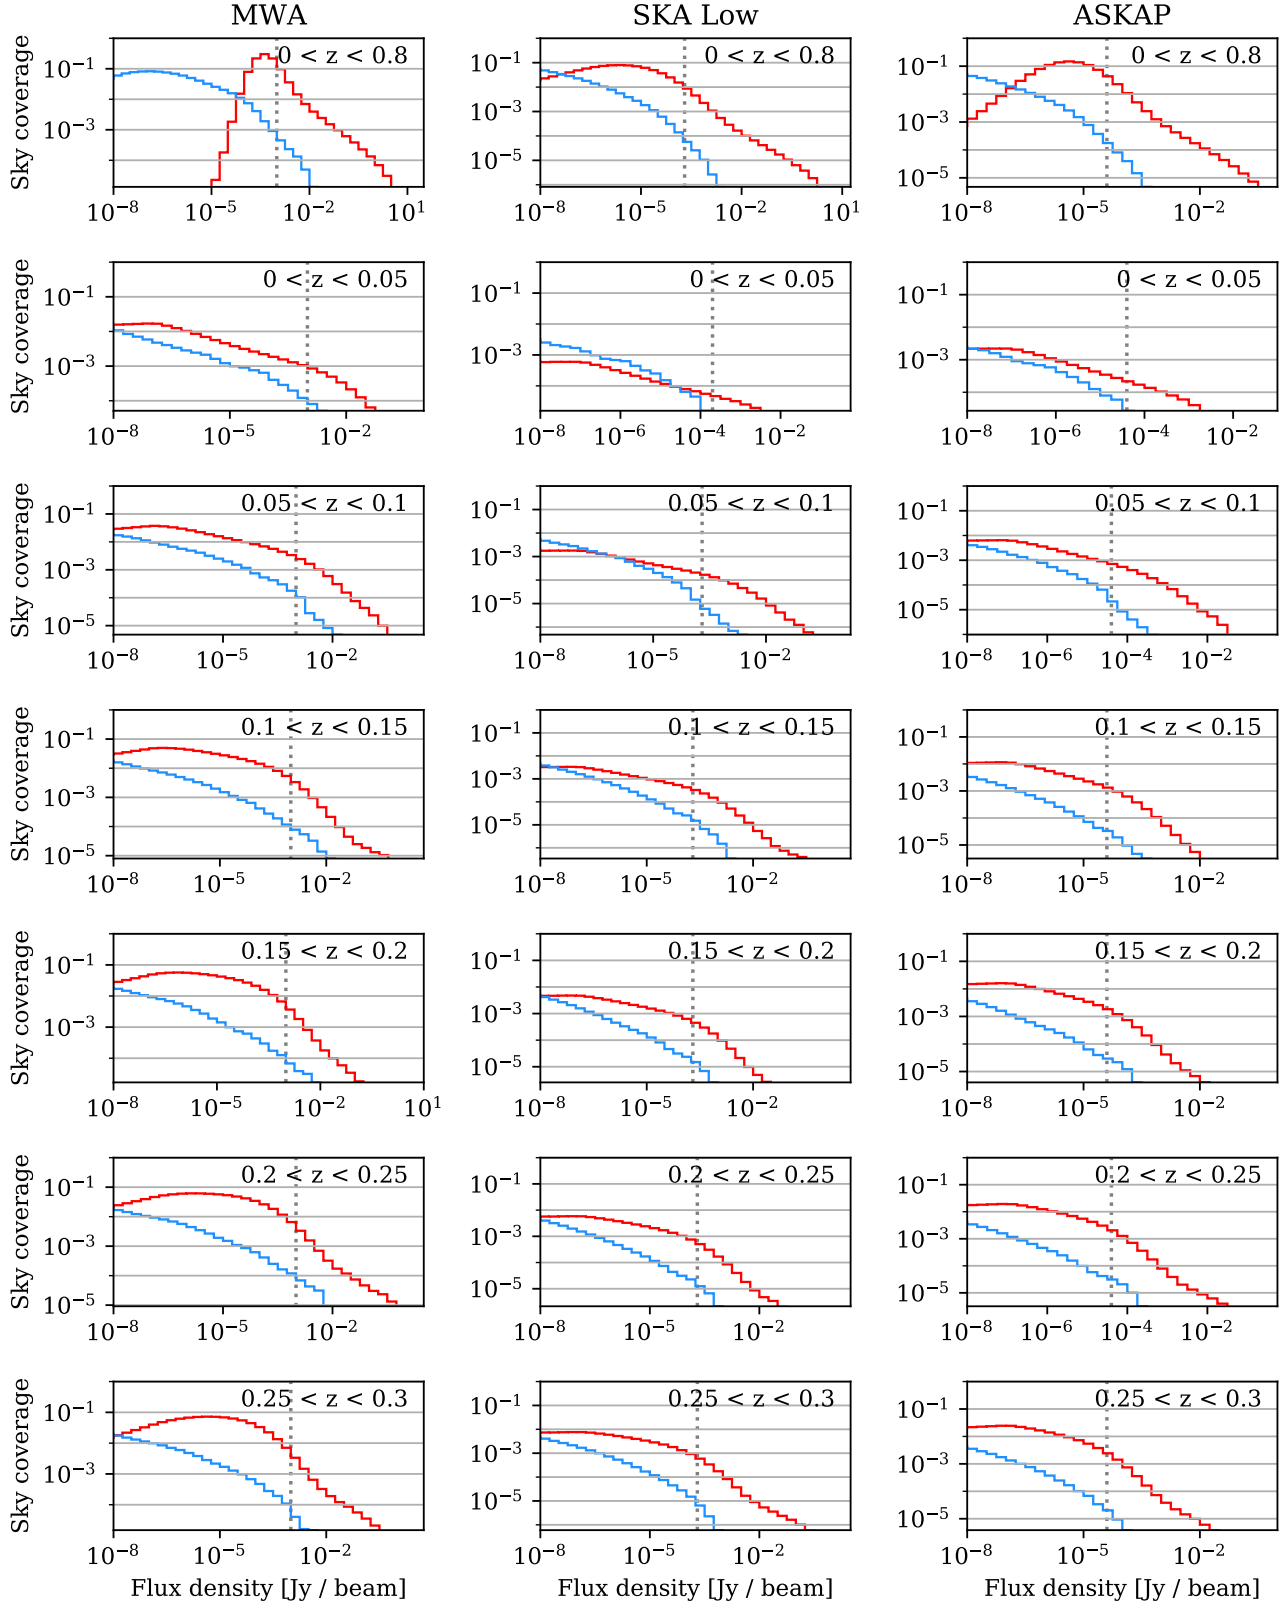 MWA SKA Low ASKAP
Sky coverage 10⁻¹ 10⁻³ 0 < z < 0.8 10⁻¹ 10⁻³ 10⁻⁵ 0 < z < 0.8 10⁻¹ 10⁻³ 10⁻⁵ 0 < z < 0.8
10⁻⁸ 10⁻⁵ 10⁻² 10¹ 10⁻⁸ 10⁻⁵ 10⁻² 10¹ 10⁻⁸ 10⁻⁵ 10⁻²
Sky coverage 10⁻¹ 10⁻³ 0 < z < 0.05 10⁻¹ 10⁻³ 0 < z < 0.05 10⁻¹ 10⁻³ 0 < z < 0.05
10⁻⁸ 10⁻⁵ 10⁻² 10⁻⁸ 10⁻⁶ 10⁻⁴ 10⁻² 10⁻⁸ 10⁻⁶ 10⁻⁴ 10⁻²
Sky coverage 10⁻¹ 10⁻³ 10⁻⁵ 0.05 < z < 0.1 10⁻¹ 10⁻³ 10⁻⁵ 0.05 < z < 0.1 10⁻¹ 10⁻³ 10⁻⁵ 0.05 < z < 0.1
10⁻⁸ 10⁻⁵ 10⁻² 10⁻⁸ 10⁻⁵ 10⁻² 10⁻⁸ 10⁻⁶ 10⁻⁴ 10⁻²
Sky coverage 10⁻¹ 10⁻³ 10⁻⁵ 0.1 < z < 0.15 10⁻¹ 10⁻³ 10⁻⁵ 0.1 < z < 0.15 10⁻¹ 10⁻³ 10⁻⁵ 0.1 < z < 0.15
10⁻⁸ 10⁻⁵ 10⁻² 10⁻⁸ 10⁻⁵ 10⁻² 10⁻⁸ 10⁻⁵ 10⁻²
Sky coverage 10⁻¹ 10⁻³ 0.15 < z < 0.2 10⁻¹ 10⁻³ 10⁻⁵ 0.15 < z < 0.2 10⁻¹ 10⁻³ 10⁻⁵ 0.15 < z < 0.2
10⁻⁸ 10⁻⁵ 10⁻² 10¹ 10⁻⁸ 10⁻⁵ 10⁻² 10⁻⁸ 10⁻⁵ 10⁻²
Sky coverage 10⁻¹ 10⁻³ 10⁻⁵ 0.2 < z < 0.25 10⁻¹ 10⁻³ 10⁻⁵ 0.2 < z < 0.25 10⁻¹ 10⁻³ 10⁻⁵ 0.2 < z < 0.25
10⁻⁸ 10⁻⁵ 10⁻² 10⁻⁸ 10⁻⁵ 10⁻² 10⁻⁸ 10⁻⁶ 10⁻⁴ 10⁻²
Sky coverage 10⁻¹ 10⁻³ 0.25 < z < 0.3 10⁻¹ 10⁻³ 10⁻⁵ 0.25 < z < 0.3 10⁻¹ 10⁻³ 10⁻⁵ 0.25 < z < 0.3
10⁻⁸ 10⁻⁵ 10⁻² 10⁻⁸ 10⁻⁵ 10⁻² 10⁻⁸ 10⁻⁵ 10⁻²
Flux density [Jy / beam] Flux density [Jy / beam] Flux density [Jy / beam]